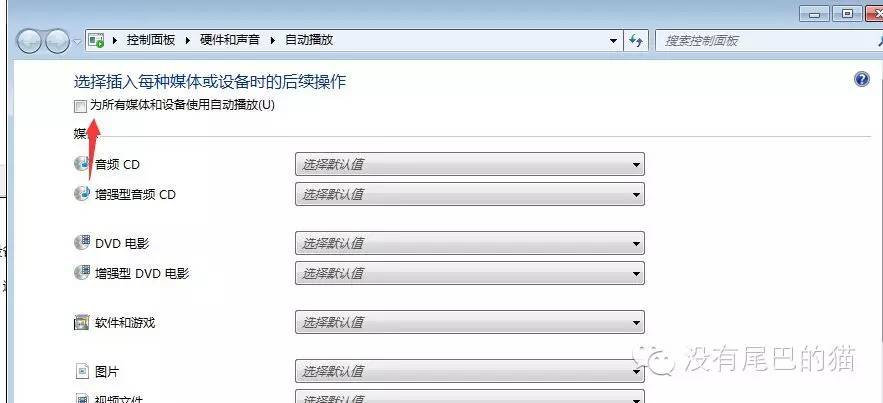 控制面板 硬件和声音 自动播放 搜索控制面板
选择插入每种媒体或设备时的后续操作
为所有媒体和设备使用自动播放(U)
媒
音频 CD 选择默认值
增强型音频 CD 选择默认值
DVD 电影 选择默认值
增强型 DVD 电影 选择默认值
软件和游戏 选择默认值
没有尾巴的猫
图片 选择默认值
视频文件 选择默认值